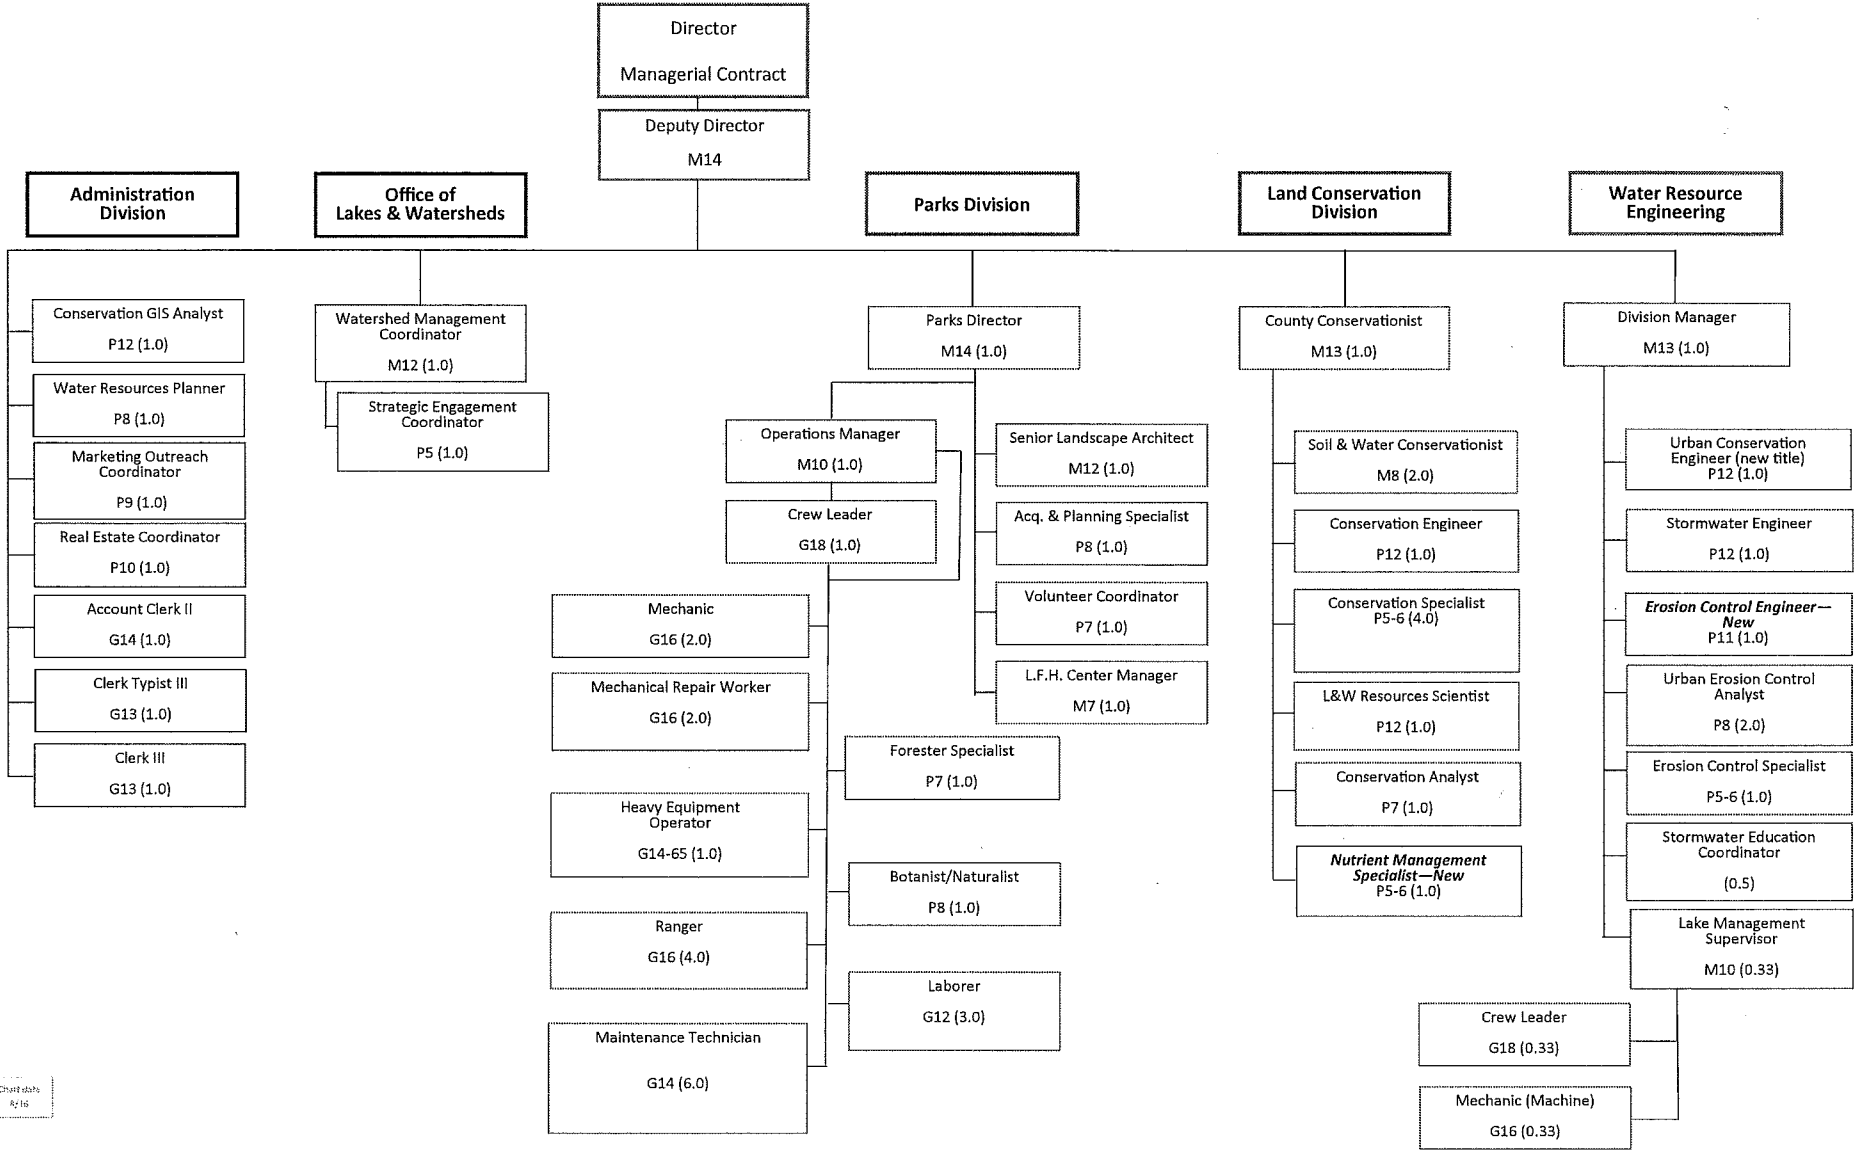 Director
Managerial Contract
Deputy Director
M14
Administration
Division
Office of
Lakes & Watersheds
Parks Division
Land Conservation
Division
Water Resource
Engineering
Conservation GIS Analyst
P12 (1.0)
Water Resources Planner
P8 (1.0)
Marketing Outreach
Coordinator
P9 (1.0)
Real Estate Coordinator
P10 (1.0)
Account Clerk II
G14 (1.0)
Clerk Typist III
G13 (1.0)
Clerk III
G13 (1.0)
Watershed Management
Coordinator
M12 (1.0)
Strategic Engagement
Coordinator
P5 (1.0)
Parks Director
M14 (1.0)
Operations Manager
M10 (1.0)
Crew Leader
G18 (1.0)
Senior Landscape Architect
M12 (1.0)
Acq. & Planning Specialist
P8 (1.0)
Volunteer Coordinator
P7 (1.0)
L.F.H. Center Manager
M7 (1.0)
Mechanic
G16 (2.0)
Mechanical Repair Worker
G16 (2.0)
Heavy Equipment
Operator
G14-65 (1.0)
Ranger
G16 (4.0)
Maintenance Technician
G14 (6.0)
Forester Specialist
P7 (1.0)
Botanist/Naturalist
P8 (1.0)
Laborer
G12 (3.0)
County Conservationist
M13 (1.0)
Soil & Water Conservationist
M8 (2.0)
Conservation Engineer
P12 (1.0)
Conservation Specialist
P5-6 (4.0)
L&W Resources Scientist
P12 (1.0)
Conservation Analyst
P7 (1.0)
Nutrient Management
Specialist—New
P5-6 (1.0)
Division Manager
M13 (1.0)
Urban Conservation
Engineer (new title)
P12 (1.0)
Stormwater Engineer
P12 (1.0)
Erosion Control Engineer—
New
P11 (1.0)
Urban Erosion Control
Analyst
P8 (2.0)
Erosion Control Specialist
P5-6 (1.0)
Stormwater Education
Coordinator
(0.5)
Lake Management
Supervisor
M10 (0.33)
Crew Leader
G18 (0.33)
Mechanic (Machine)
G16 (0.33)
Chart date
8/16